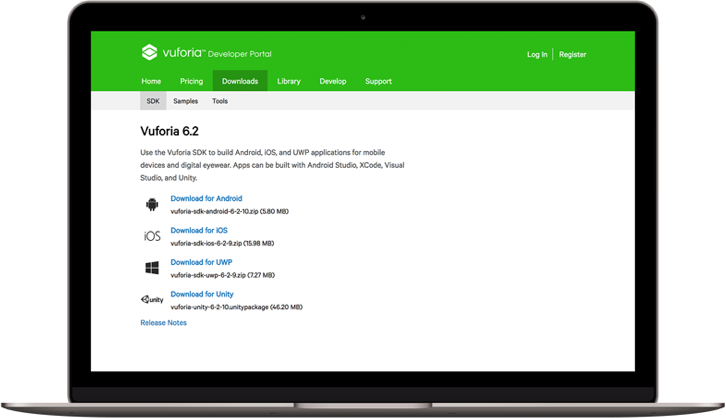 vuforia™ Developer Portal
Log In | Register
Home Pricing Downloads Library Develop Support
SDK Samples Tools
Vuforia 6.2
Use the Vuforia SDK to build Android, iOS, and UWP applications for mobile
devices and digital eyewear. Apps can be built with Android Studio, XCode, Visual
Studio, and Unity.
Download for Android
vuforia-sdk-android-6-2-10.zip (5.80 MB)
iOS
Download for iOS
vuforia-sdk-ios-6-2-9.zip (15.98 MB)
Download for UWP
vuforia-sdk-uwp-6-2-9.zip (7.27 MB)
unity
Download for Unity
vuforia-unity-6-2-10.unitypackage (46.20 MB)
Release Notes